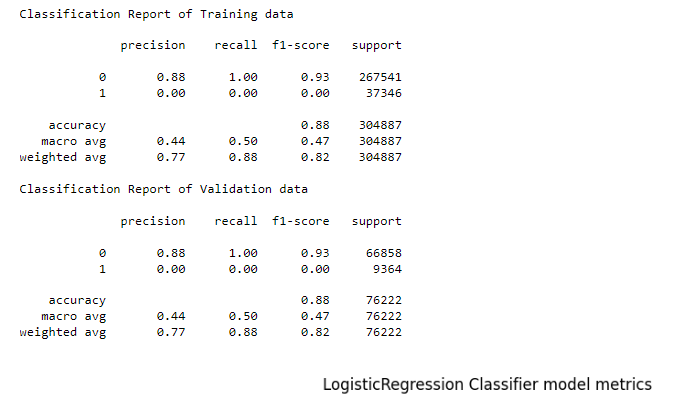 Classification Report of Training data
precision recall f1-score support
0 0.88 1.00 0.93 267541
1 0.00 0.00 0.00 37346
accuracy 0.88 304887
macro avg 0.44 0.50 0.47 304887
weighted avg 0.77 0.88 0.82 304887
Classification Report of Validation data
precision recall f1-score support
0 0.88 1.00 0.93 66858
1 0.00 0.00 0.00 9364
accuracy 0.88 76222
macro avg 0.44 0.50 0.47 76222
weighted avg 0.77 0.88 0.82 76222
LogisticRegression Classifier model metrics